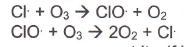 Cl· + O₃ → ClO· + O₂
ClO· + O₃ → 2O₂ + Cl·